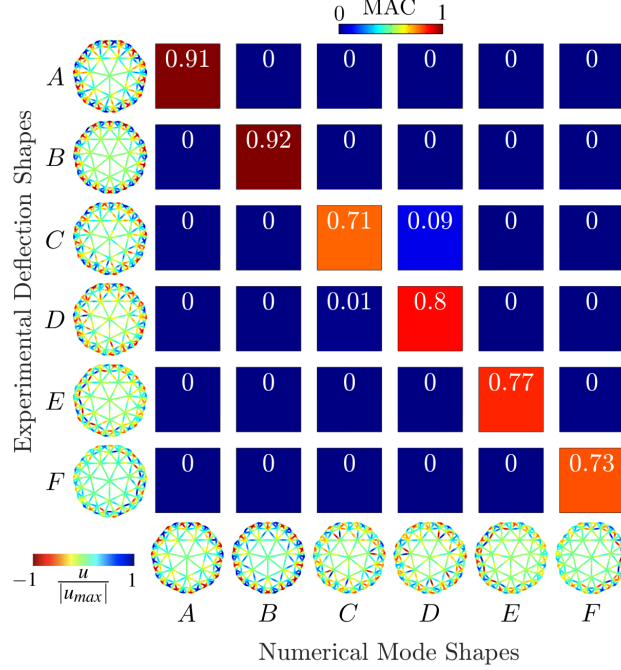 MAC
0 1
Experimental Deflection Shapes
A 0.91 0 0 0 0 0
B 0 0.92 0 0 0 0
C 0 0 0.71 0.09 0 0
D 0 0 0.01 0.8 0 0
E 0 0 0 0 0.77 0
F 0 0 0 0 0 0.73
−1 u/|u_max| 1
A B C D E F
Numerical Mode Shapes